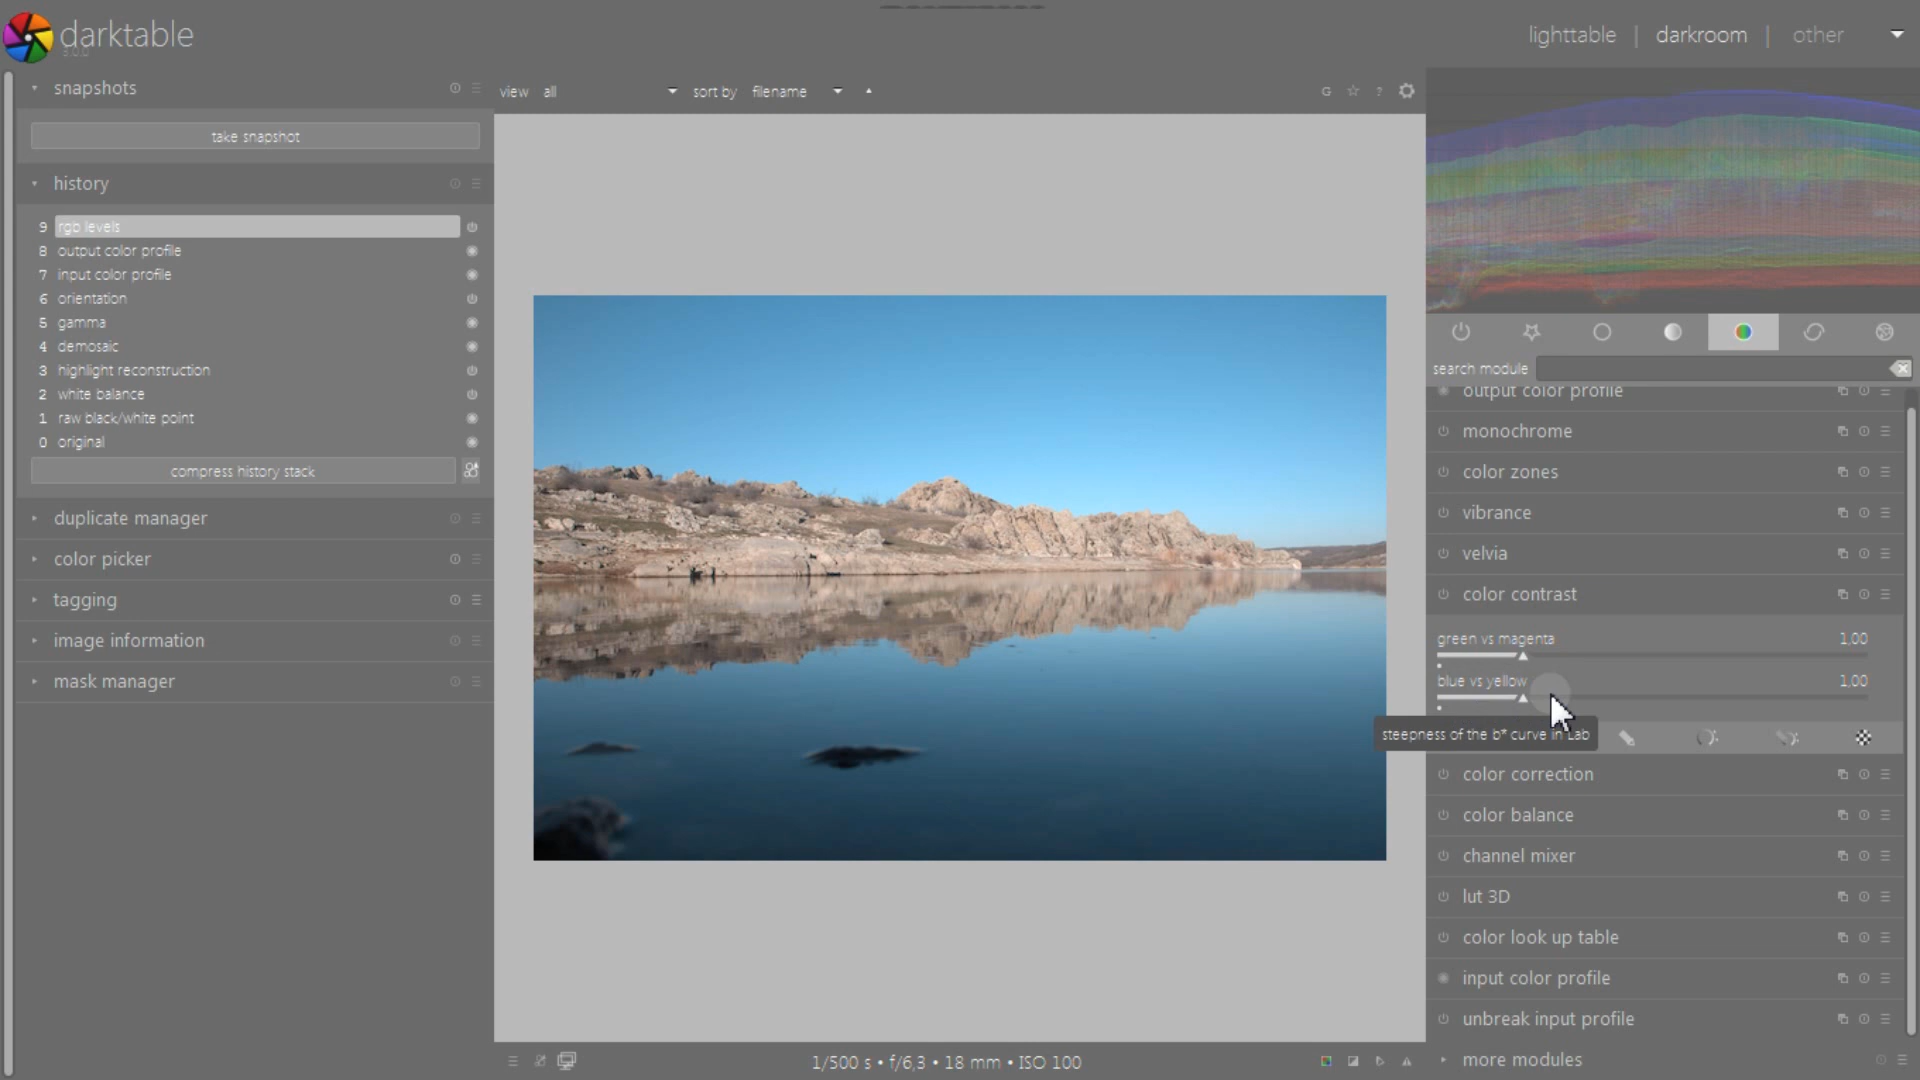 darktable
3.0.0
lighttable | darkroom | other
snapshots
take snapshot
history
9 rgb levels
8 output color profile
7 input color profile
6 orientation
5 gamma
4 demosaic
3 highlight reconstruction
2 white balance
1 raw black/white point
0 original
compress history stack
duplicate manager
color picker
tagging
image information
mask manager
view all sort by filename
G ?
1/500 s • f/6,3 • 18 mm • ISO 100
search module
output color profile
monochrome
color zones
vibrance
velvia
color contrast
green vs magenta 1,00
blue vs yellow 1,00
steepness of the b* curve in Lab
color correction
color balance
channel mixer
lut 3D
color look up table
input color profile
unbreak input profile
more modules